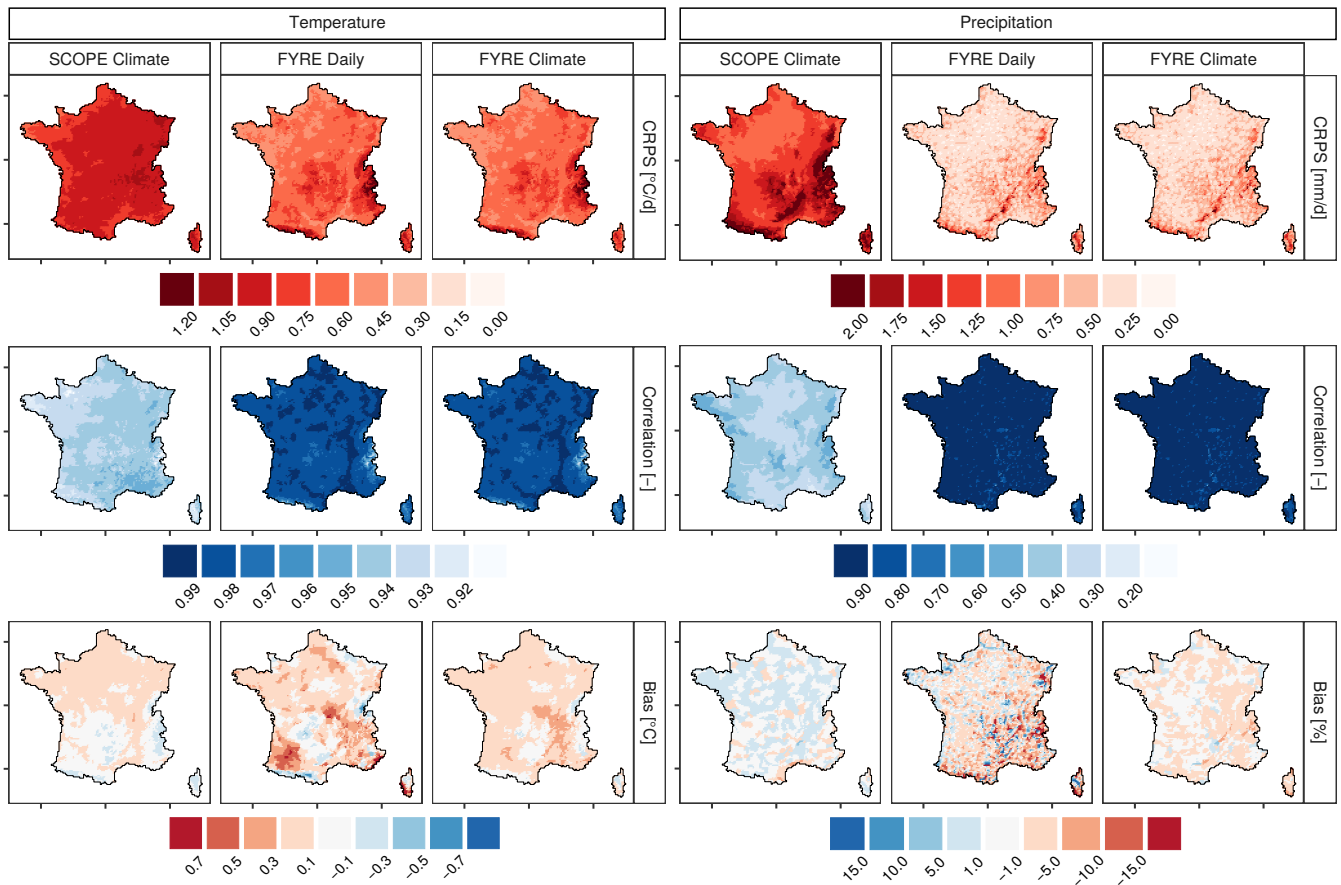 Temperature
Precipitation
SCOPE Climate
FYRE Daily
FYRE Climate
SCOPE Climate
FYRE Daily
FYRE Climate
CRPS [°C/d]
CRPS [mm/d]
1.20 1.05 0.90 0.75 0.60 0.45 0.30 0.15 0.00
2.00 1.75 1.50 1.25 1.00 0.75 0.50 0.25 0.00
Correlation [−]
Correlation [−]
0.99 0.98 0.97 0.96 0.95 0.94 0.93 0.92
0.90 0.80 0.70 0.60 0.50 0.40 0.30 0.20
Bias [°C]
Bias [%]
0.7 0.5 0.3 0.1 −0.1 −0.3 −0.5 −0.7
15.0 10.0 5.0 1.0 −1.0 −5.0 −10.0 −15.0